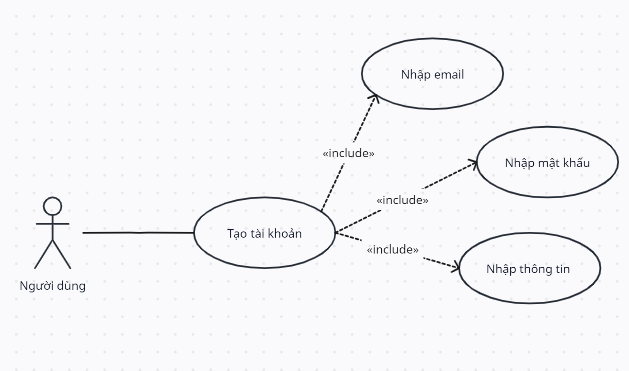 Nhập email
«include»
Nhập mật khẩu
«include»
Tạo tài khoản
«include»
Nhập thông tin
Người dùng